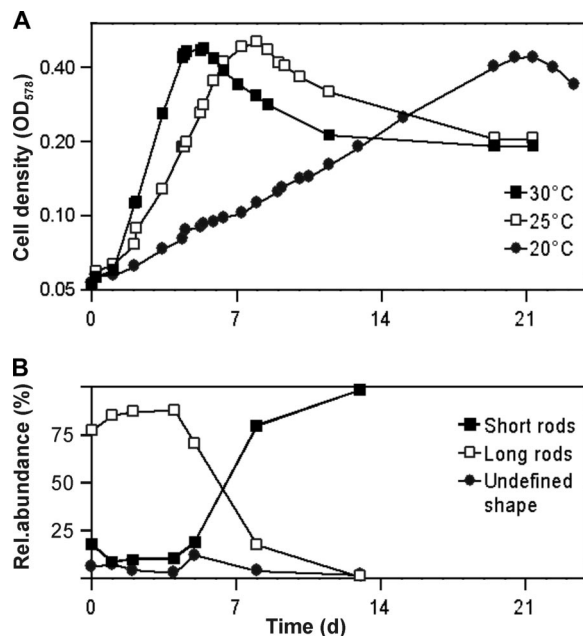 A
Cell density (OD578)
0.40
0.20
0.10
0.05
30°C
25°C
20°C
0
7
14
21
B
Rel.abundance (%)
75
50
25
Short rods
Long rods
Undefined
shape
0
7
14
21
Time (d)